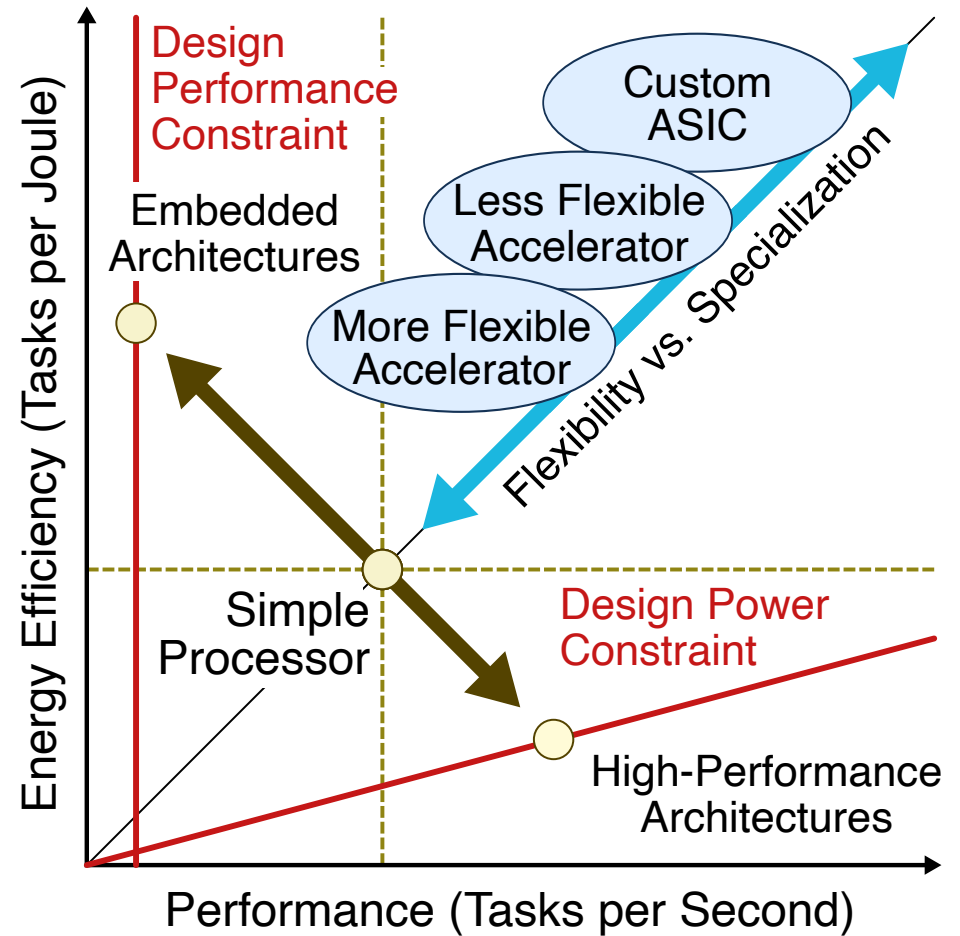 Design
Performance
Constraint
Custom
ASIC
Embedded
Architectures
Less Flexible
Accelerator
More Flexible
Accelerator
Flexibility vs. Specialization
Simple
Processor
Design Power
Constraint
High-Performance
Architectures
Energy Efficiency (Tasks per Joule)
Performance (Tasks per Second)